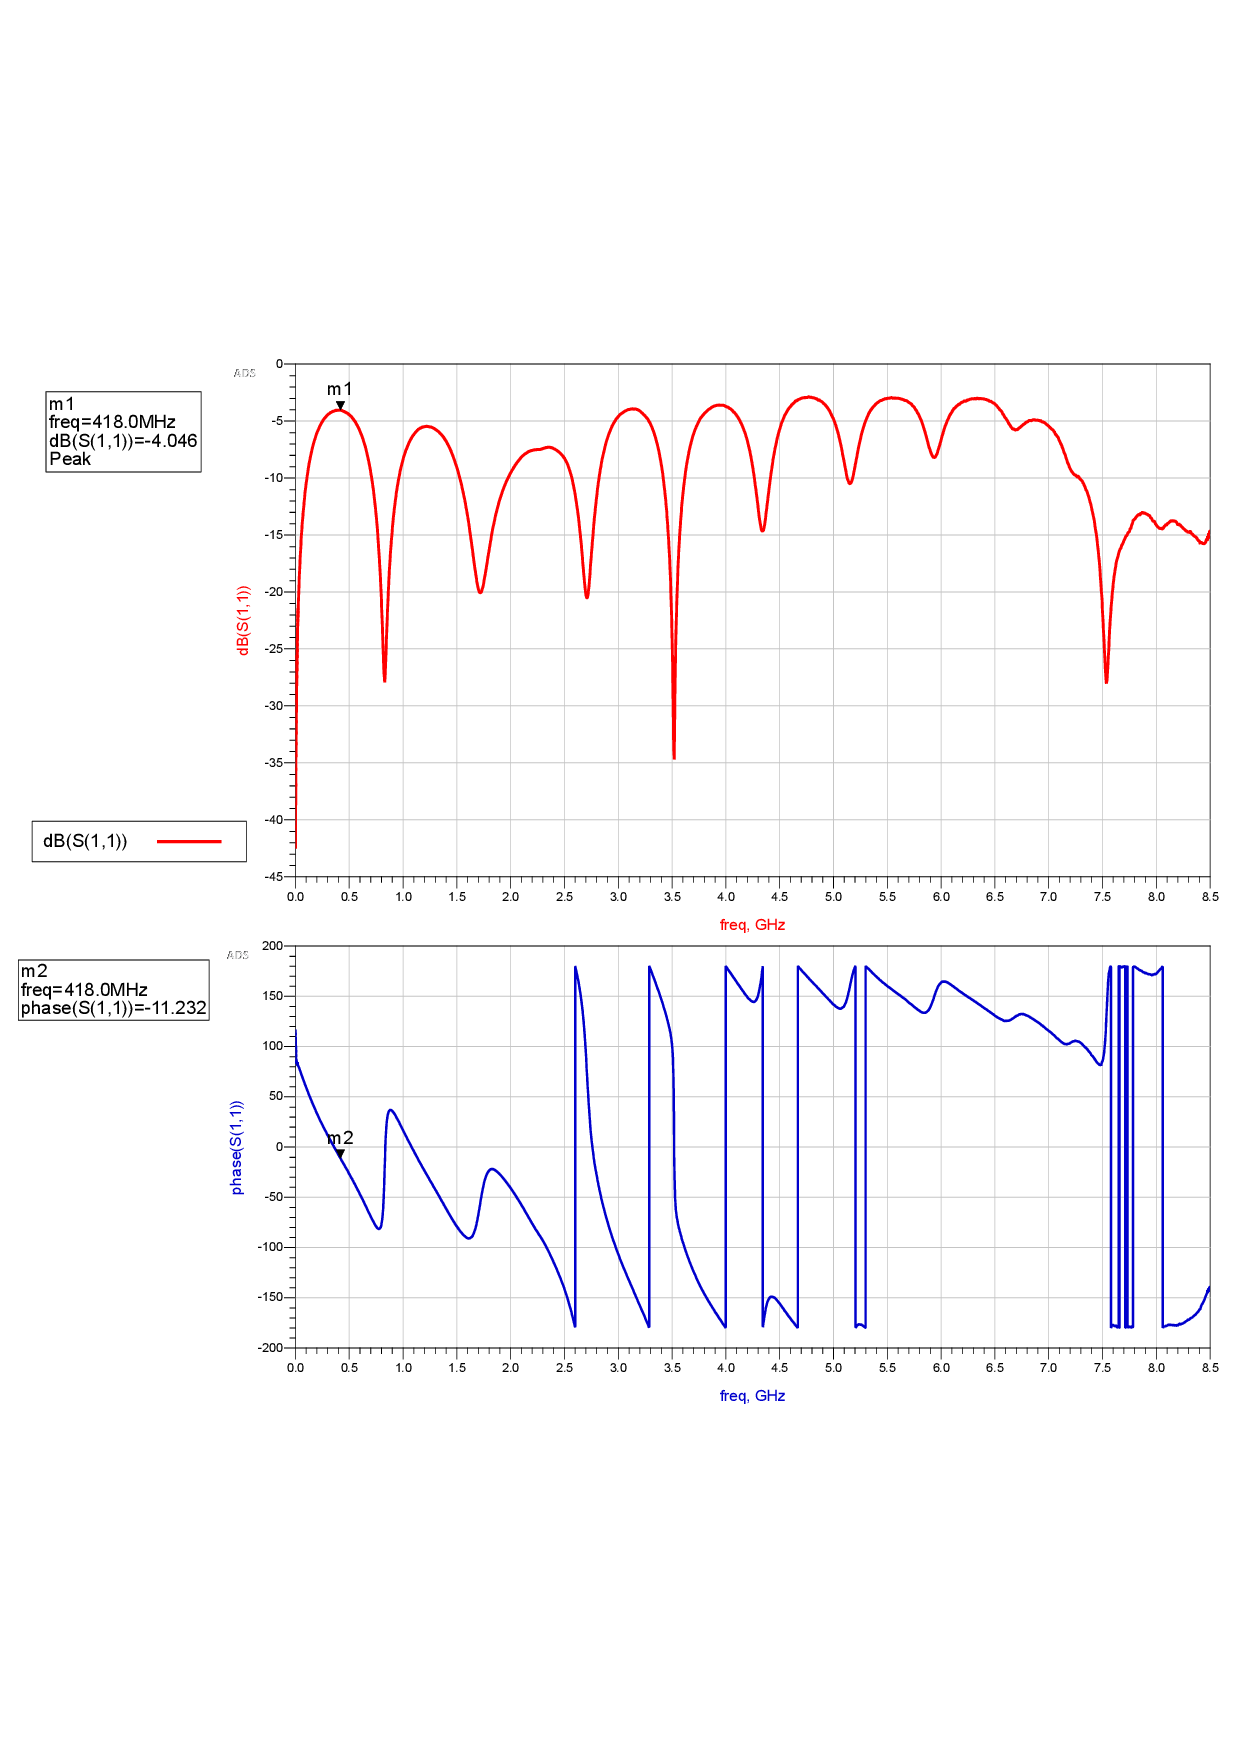 ADS
m1
m1
freq=418.0MHz
dB(S(1,1))=-4.046
Peak
0
-5
-10
-15
-20
-25
-30
-35
-40
-45
dB(S(1,1))
dB(S(1,1))
0.0 0.5 1.0 1.5 2.0 2.5 3.0 3.5 4.0 4.5 5.0 5.5 6.0 6.5 7.0 7.5 8.0 8.5
freq, GHz
ADS
m2
freq=418.0MHz
phase(S(1,1))=-11.232
m2
200
150
100
50
0
-50
-100
-150
-200
phase(S(1,1))
0.0 0.5 1.0 1.5 2.0 2.5 3.0 3.5 4.0 4.5 5.0 5.5 6.0 6.5 7.0 7.5 8.0 8.5
freq, GHz